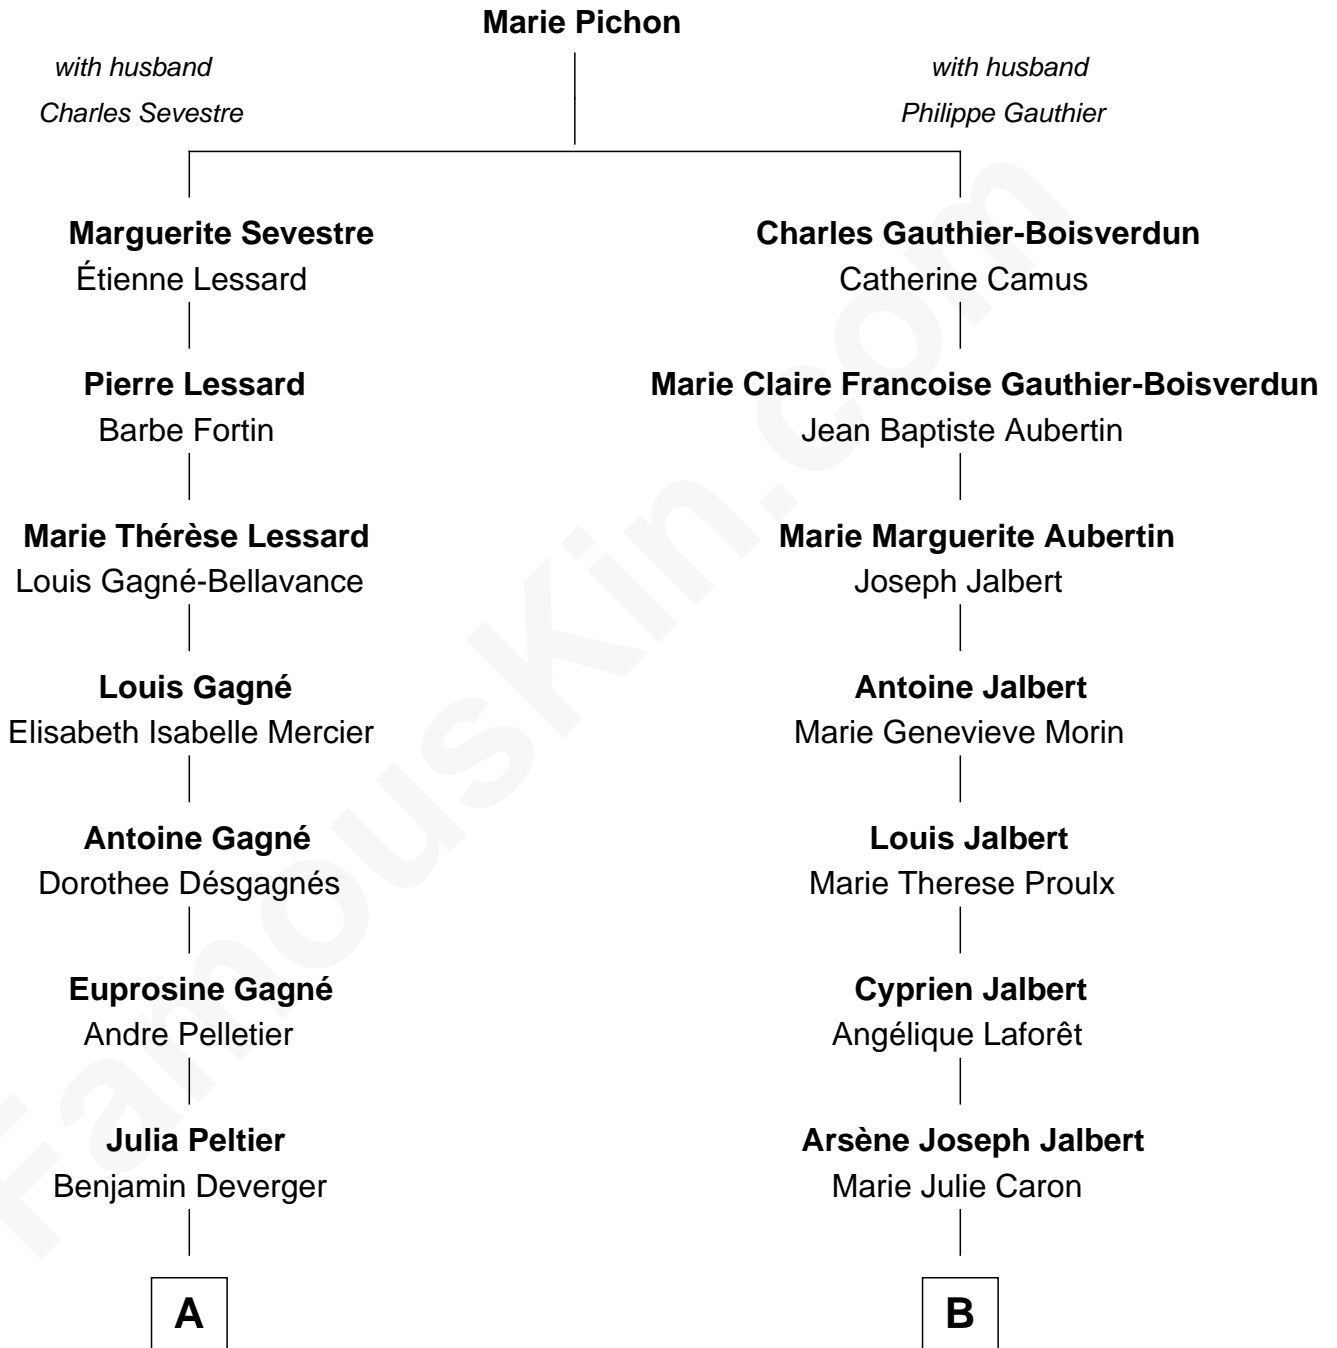 Marie Pichon
with husband
Charles Sevestre
with husband
Philippe Gauthier
Marguerite Sevestre
Étienne Lessard
Charles Gauthier-Boisverdun
Catherine Camus
Pierre Lessard
Barbe Fortin
Marie Claire Francoise Gauthier-Boisverdun
Jean Baptiste Aubertin
Marie Thérèse Lessard
Louis Gagné-Bellavance
Marie Marguerite Aubertin
Joseph Jalbert
Louis Gagné
Elisabeth Isabelle Mercier
Antoine Jalbert
Marie Genevieve Morin
Antoine Gagné
Dorothee Désgagnés
Louis Jalbert
Marie Therese Proulx
Euprosine Gagné
Andre Pelletier
Cyprien Jalbert
Angélique Laforêt
Julia Peltier
Benjamin Deverger
Arsène Joseph Jalbert
Marie Julie Caron
A
B
FamousKin.com